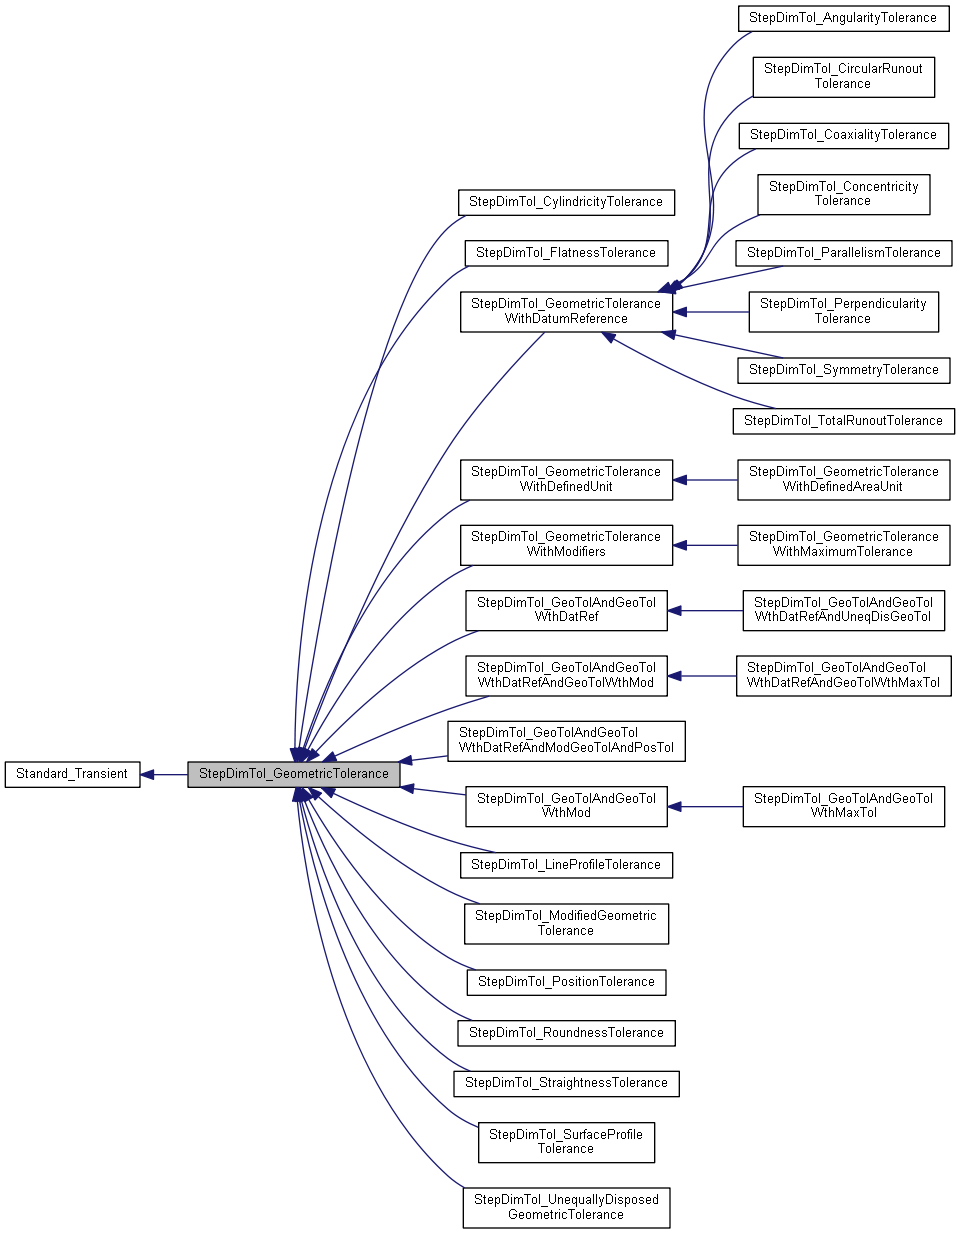 StepDimTol_AngularityTolerance
StepDimTol_CircularRunout
Tolerance
StepDimTol_CoaxialityTolerance
StepDimTol_Concentricity
Tolerance
StepDimTol_CylindricityTolerance
StepDimTol_FlatnessTolerance
StepDimTol_ParallelismTolerance
StepDimTol_GeometricTolerance
WithDatumReference
StepDimTol_Perpendicularity
Tolerance
StepDimTol_SymmetryTolerance
StepDimTol_TotalRunoutTolerance
StepDimTol_GeometricTolerance
WithDefinedUnit
StepDimTol_GeometricTolerance
WithDefinedAreaUnit
StepDimTol_GeometricTolerance
WithModifiers
StepDimTol_GeometricTolerance
WithMaximumTolerance
StepDimTol_GeoTolAndGeoTol
WthDatRef
StepDimTol_GeoTolAndGeoTol
WthDatRefAndUneqDisGeoTol
StepDimTol_GeoTolAndGeoTol
WthDatRefAndGeoTolWthMod
StepDimTol_GeoTolAndGeoTol
WthDatRefAndGeoTolWthMaxTol
StepDimTol_GeoTolAndGeoTol
WthDatRefAndModGeoTolAndPosTol
Standard_Transient
StepDimTol_GeometricTolerance
StepDimTol_GeoTolAndGeoTol
WthMod
StepDimTol_GeoTolAndGeoTol
WthMaxTol
StepDimTol_LineProfileTolerance
StepDimTol_ModifiedGeometric
Tolerance
StepDimTol_PositionTolerance
StepDimTol_RoundnessTolerance
StepDimTol_StraightnessTolerance
StepDimTol_SurfaceProfile
Tolerance
StepDimTol_UnequallyDisposed
GeometricTolerance